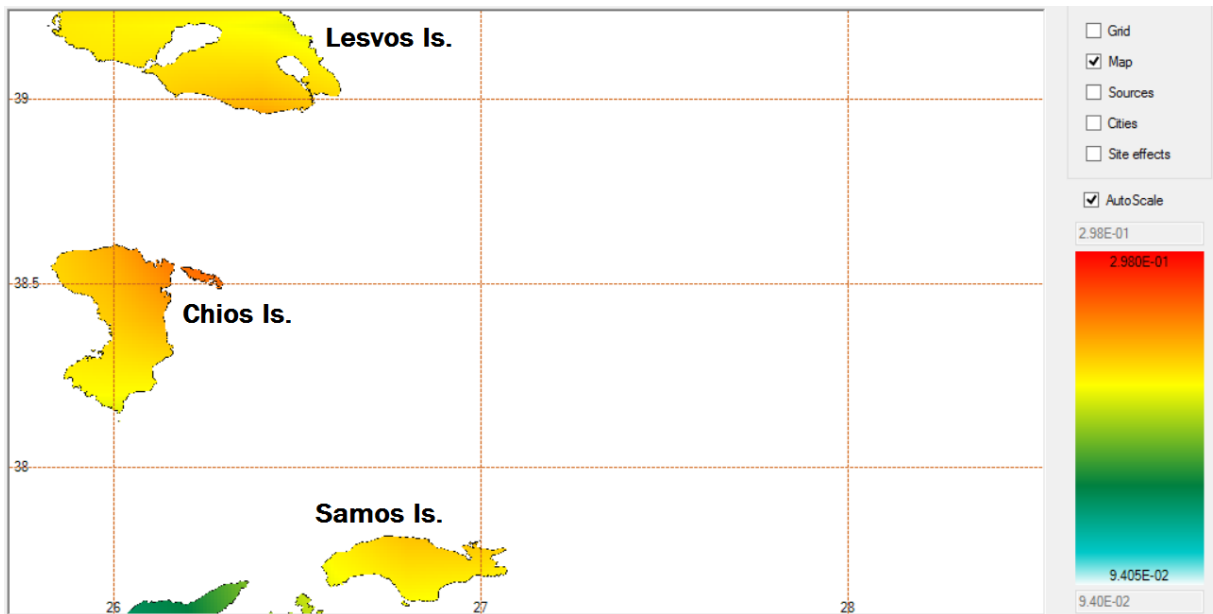 Lesvos Is.
39
38.5
Chios Is.
38
Samos Is.
26
27
28
Grid
Map
Sources
Cities
Site effects
AutoScale
2.98E-01
2.980E-01
9.405E-02
9.40E-02